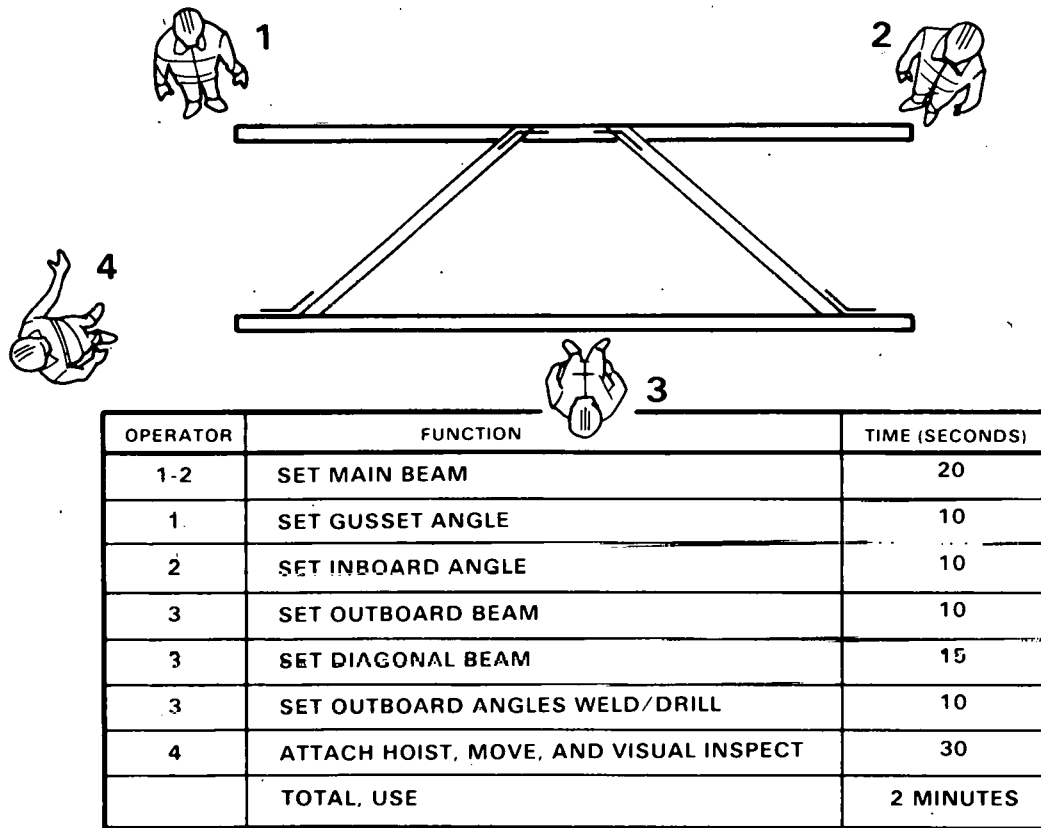 1
2
4
3
OPERATOR FUNCTION TIME (SECONDS)
1-2 SET MAIN BEAM 20
1 SET GUSSET ANGLE 10
2 SET INBOARD ANGLE 10
3 SET OUTBOARD BEAM 10
3 SET DIAGONAL BEAM 15
3 SET OUTBOARD ANGLES WELD/DRILL 10
4 ATTACH HOIST, MOVE, AND VISUAL INSPECT 30
TOTAL, USE 2 MINUTES